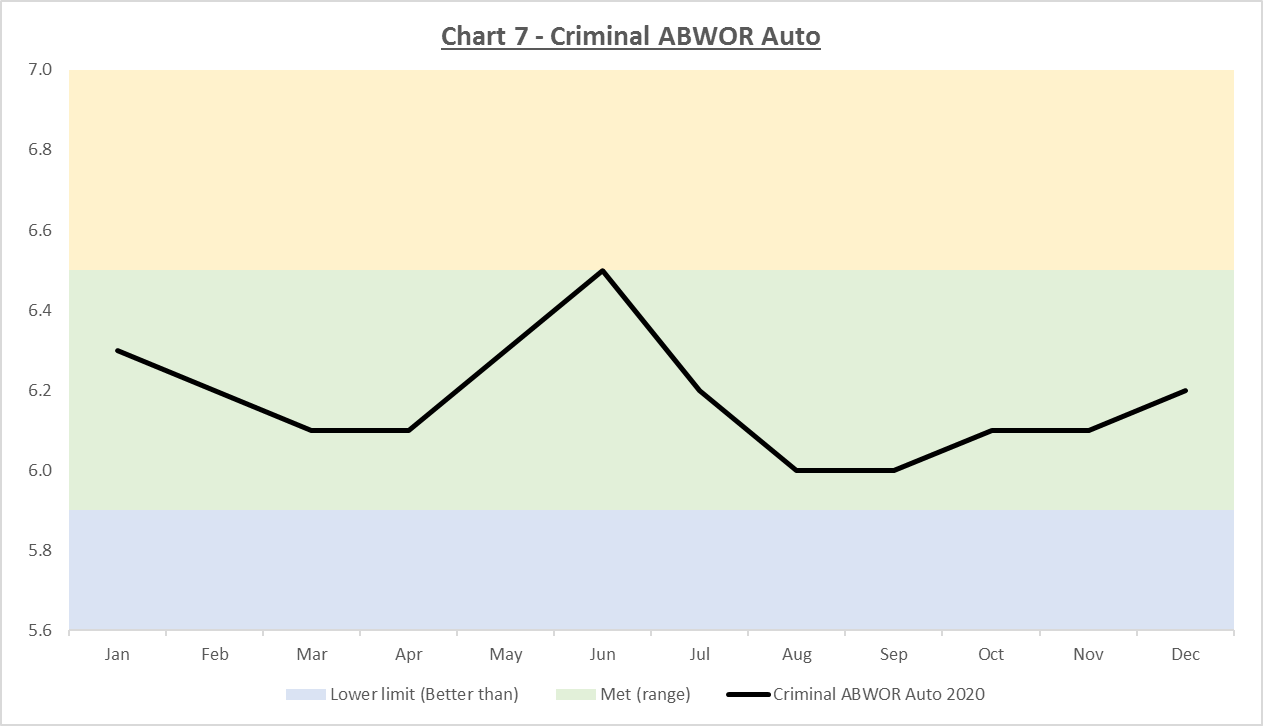 Chart 7 - Criminal ABWOR Auto
7.0
6.8
6.6
6.4
6.2
6.0
5.8
5.6
Jan Feb Mar Apr May Jun Jul Aug Sep Oct Nov Dec
Lower limit (Better than) Met (range) Criminal ABWOR Auto 2020